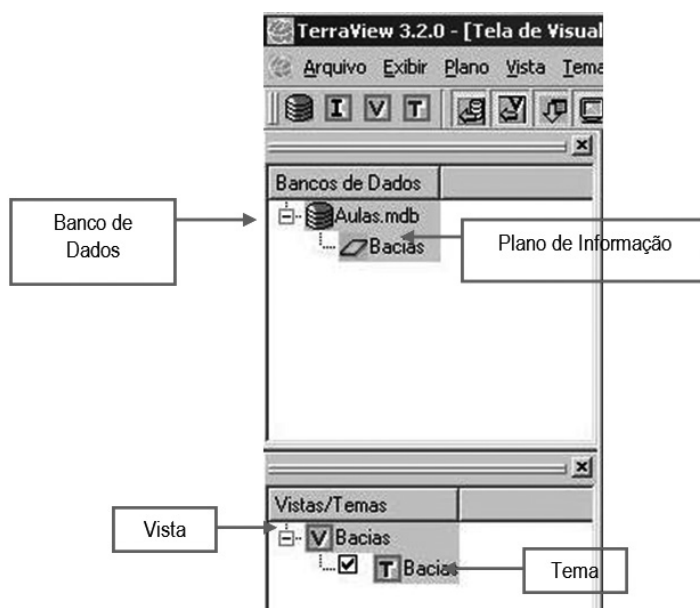 TerraView 3.2.0 - [Tela de Visual
Arquivo Exibir Plano Vista Tema
I V T
Bancos de Dados
Banco de
Dados
Aulas.mdb
Bacias
Plano de Informação
Vistas/Temas
Vista
V Bacias
T Bacias
Tema